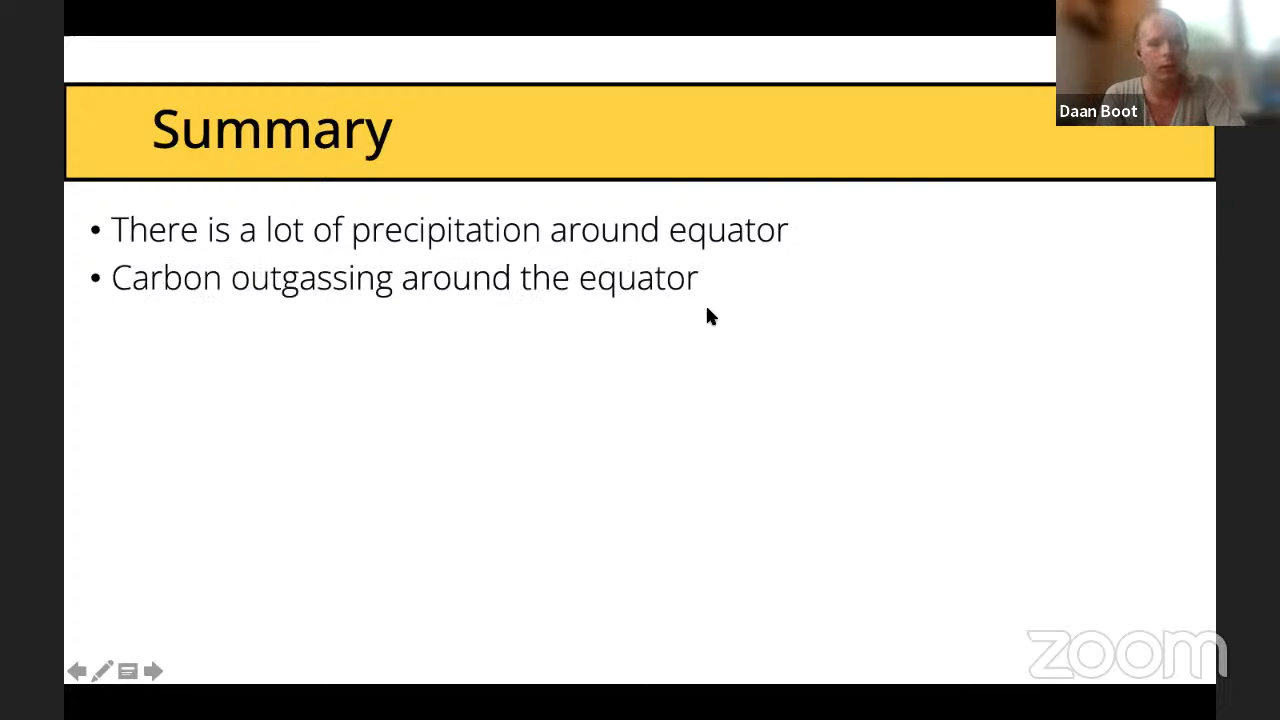 Summary
Daan Boot
• There is a lot of precipitation around equator
• Carbon outgassing around the equator
zoom